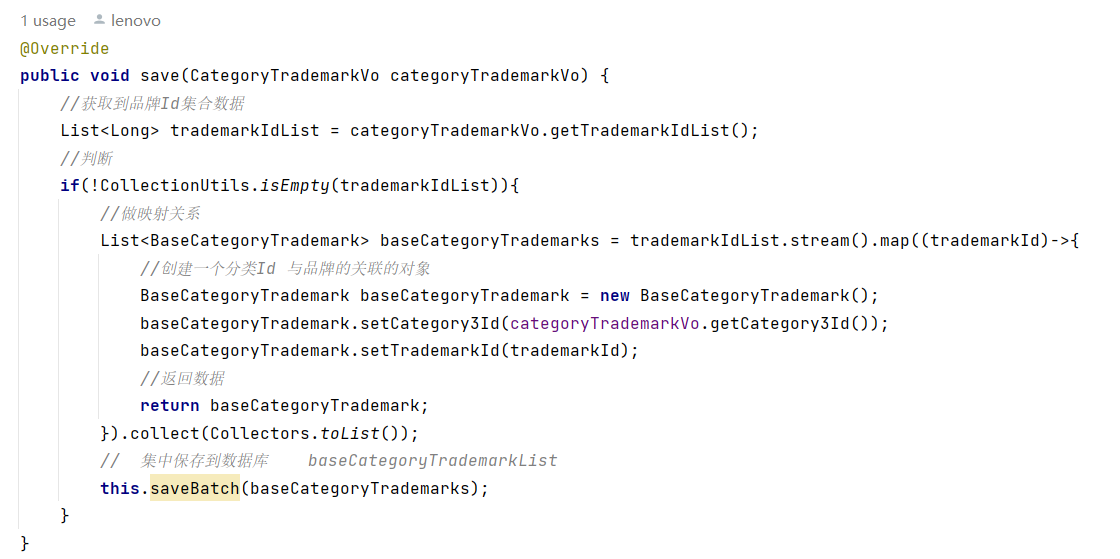 1 usage lenovo
@Override
public void save(CategoryTrademarkVo categoryTrademarkVo) {
    //获取到品牌Id集合数据
    List<Long> trademarkIdList = categoryTrademarkVo.getTrademarkIdList();
    //判断
    if(!CollectionUtils.isEmpty(trademarkIdList)){
        //做映射关系
        List<BaseCategoryTrademark> baseCategoryTrademarks = trademarkIdList.stream().map((trademarkId)->{
            //创建一个分类Id 与品牌的关联的对象
            BaseCategoryTrademark baseCategoryTrademark = new BaseCategoryTrademark();
            baseCategoryTrademark.setCategory3Id(categoryTrademarkVo.getCategory3Id());
            baseCategoryTrademark.setTrademarkId(trademarkId);
            //返回数据
            return baseCategoryTrademark;
        }).collect(Collectors.toList());
        //  集中保存到数据库    baseCategoryTrademarkList
        this.saveBatch(baseCategoryTrademarks);
    }
}